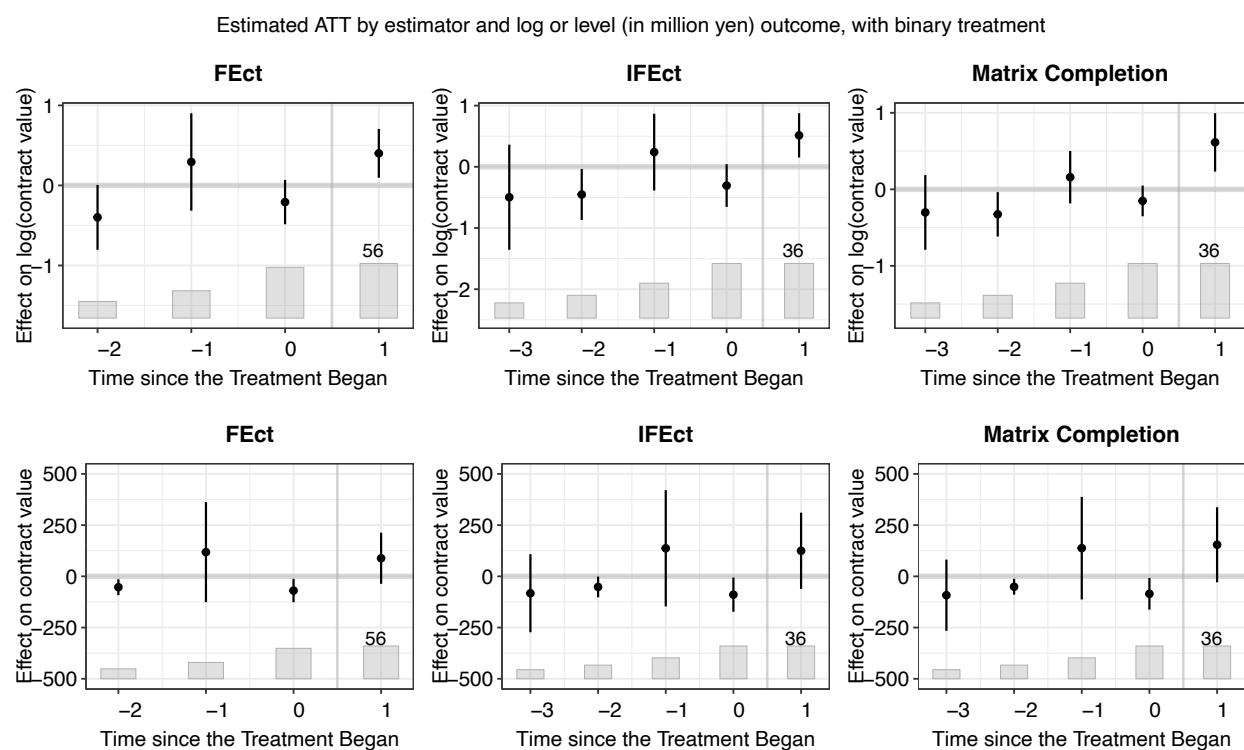 Estimated ATT by estimator and log or level (in million yen) outcome, with binary treatment
FEct
Effect on log(contract value)
1
0
−1
56
−2 −1 0 1
Time since the Treatment Began
IFEct
Effect on log(contract value)
1
0
−1
−2
36
−3 −2 −1 0 1
Time since the Treatment Began
Matrix Completion
Effect on log(contract value)
1
0
−1
36
−3 −2 −1 0 1
Time since the Treatment Began
FEct
Effect on contract value
500
250
0
−250
−500
56
−2 −1 0 1
Time since the Treatment Began
IFEct
Effect on contract value
500
250
0
−250
−500
36
−3 −2 −1 0 1
Time since the Treatment Began
Matrix Completion
Effect on contract value
500
250
0
−250
−500
36
−3 −2 −1 0 1
Time since the Treatment Began